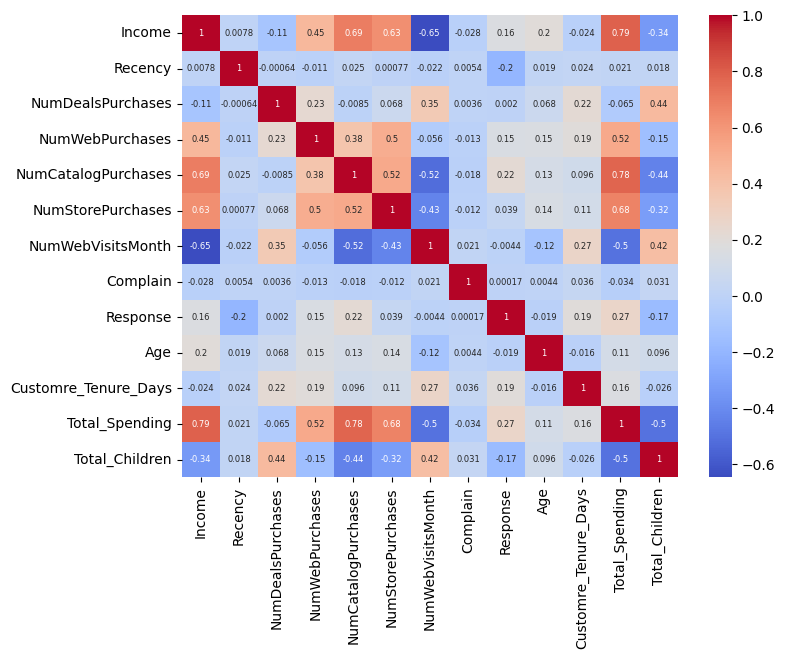 Income 1 0.0078 -0.11 0.45 0.69 0.63 -0.65 -0.028 0.16 0.2 -0.024 0.79 -0.34
Recency 0.0078 1 -0.00064 -0.011 0.025 0.00077 -0.022 0.0054 -0.2 0.019 0.024 0.021 0.018
NumDealsPurchases -0.11 -0.00064 1 0.23 -0.0085 0.068 0.35 0.0036 0.002 0.068 0.22 -0.065 0.44
NumWebPurchases 0.45 -0.011 0.23 1 0.38 0.5 -0.056 -0.013 0.15 0.15 0.19 0.52 -0.15
NumCatalogPurchases 0.69 0.025 -0.0085 0.38 1 0.52 -0.52 -0.018 0.22 0.13 0.096 0.78 -0.44
NumStorePurchases 0.63 0.00077 0.068 0.5 0.52 1 -0.43 -0.012 0.039 0.14 0.11 0.68 -0.32
NumWebVisitsMonth -0.65 -0.022 0.35 -0.056 -0.52 -0.43 1 0.021 -0.0044 -0.12 0.27 -0.5 0.42
Complain -0.028 0.0054 0.0036 -0.013 -0.018 -0.012 0.021 1 0.00017 0.0044 0.036 -0.034 0.031
Response 0.16 -0.2 0.002 0.15 0.22 0.039 -0.0044 0.00017 1 -0.019 0.19 0.27 -0.17
Age 0.2 0.019 0.068 0.15 0.13 0.14 -0.12 0.0044 -0.019 1 -0.016 0.11 0.096
Customre_Tenure_Days -0.024 0.024 0.22 0.19 0.096 0.11 0.27 0.036 0.19 -0.016 1 0.16 -0.026
Total_Spending 0.79 0.021 -0.065 0.52 0.78 0.68 -0.5 -0.034 0.27 0.11 0.16 1 -0.5
Total_Children -0.34 0.018 0.44 -0.15 -0.44 -0.32 0.42 0.031 -0.17 0.096 -0.026 -0.5 1
Income
Recency
NumDealsPurchases
NumWebPurchases
NumCatalogPurchases
NumStorePurchases
NumWebVisitsMonth
Complain
Response
Age
Customre_Tenure_Days
Total_Spending
Total_Children
1.0
0.8
0.6
0.4
0.2
0.0
−0.2
−0.4
−0.6